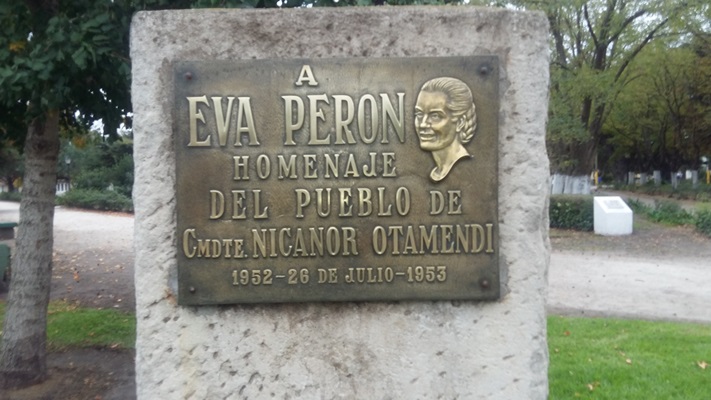 A
EVA PERON
HOMENAJE
DEL PUEBLO DE
CMDTE. NICANOR OTAMENDI
1952-26 DE JULIO-1953